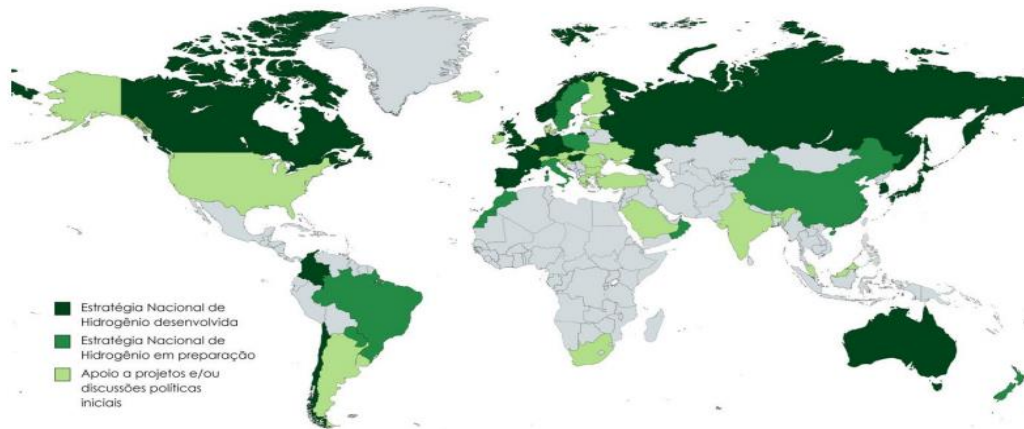 Estratégia Nacional de
Hidrogênio desenvolvida
Estratégia Nacional de
Hidrogênio em preparação
Apoio a projetos e/ou
discussões políticas
iniciais